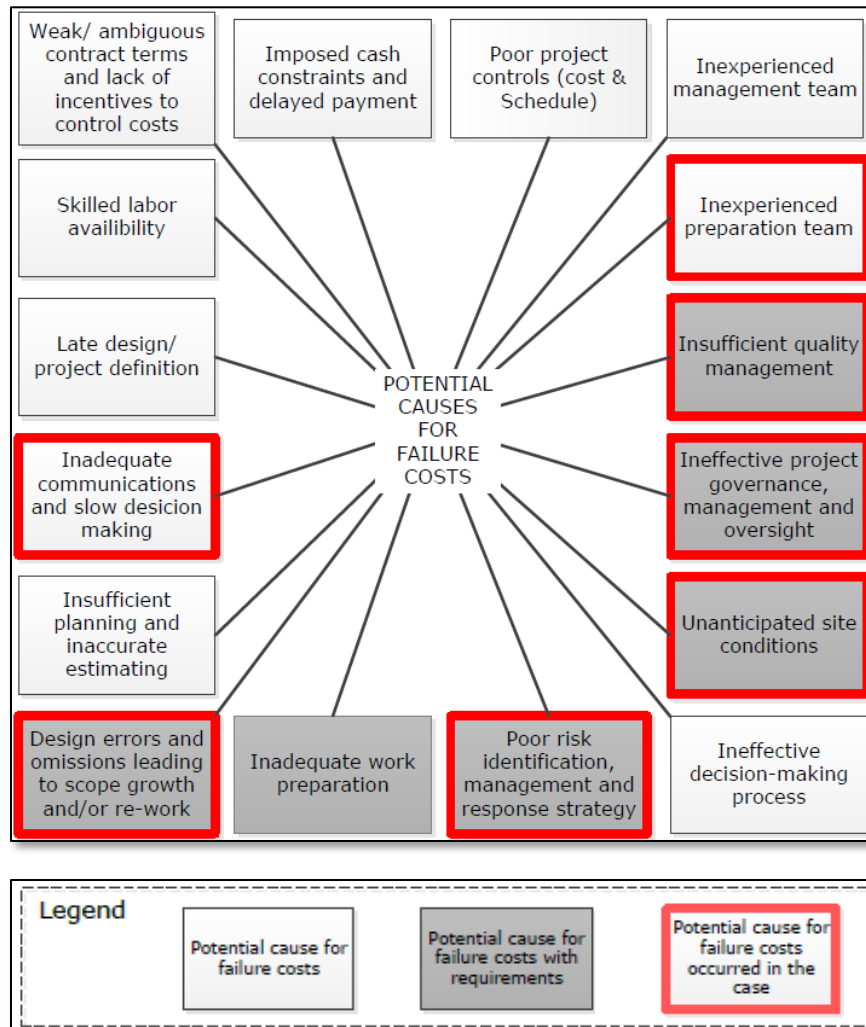 Weak/ ambiguous
contract terms
and lack of
incentives to
control costs
Imposed cash
constraints and
delayed payment
Poor project
controls (cost &
Schedule)
Inexperienced
management team
Skilled labor
availibility
Inexperienced
preparation team
Late design/
project definition
Insufficient quality
management
POTENTIAL
CAUSES
FOR
FAILURE
COSTS
Inadequate
communications
and slow desicion
making
Ineffective project
governance,
management and
oversight
Insufficient
planning and
inaccurate
estimating
Unanticipated site
conditions
Design errors and
omissions leading
to scope growth
and/or re-work
Inadequate work
preparation
Poor risk
identification,
management and
response strategy
Ineffective
decision-making
process
Legend
Potential cause for
failure costs
Potential cause for
failure costs with
requirements
Potential cause for
failure costs
occurred in the
case